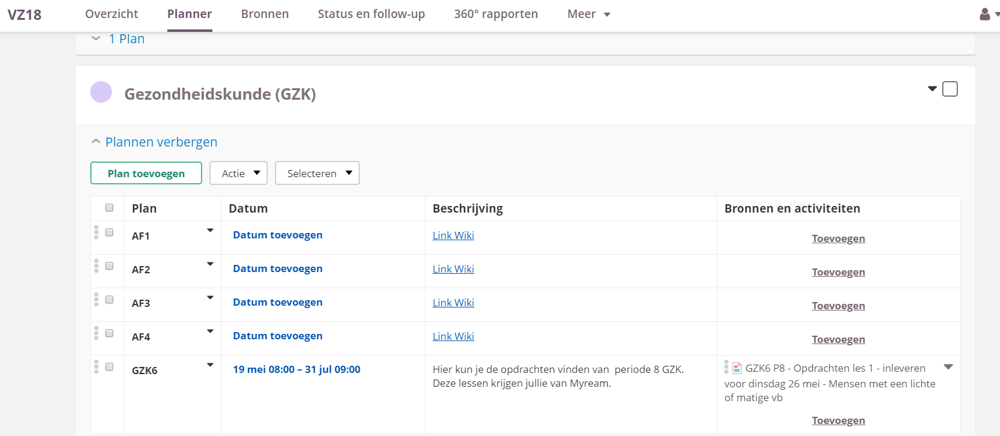 VZ18 Overzicht Planner Bronnen Status en follow-up 360° rapporten Meer
1 Plan
Gezondheidskunde (GZK)
Plannen verbergen
Plan toevoegen Actie Selecteren
Plan Datum Beschrijving Bronnen en activiteiten
AF1 Datum toevoegen Link Wiki Toevoegen
AF2 Datum toevoegen Link Wiki Toevoegen
AF3 Datum toevoegen Link Wiki Toevoegen
AF4 Datum toevoegen Link Wiki Toevoegen
GZK6 19 mei 08:00 – 31 jul 09:00 Hier kun je de opdrachten vinden van periode 8 GZK. GZK6 P8 - Opdrachten les 1 - inleveren
Deze lessen krijgen jullie van Myream. voor dinsdag 26 mei - Mensen met een lichte
of matige vb
Toevoegen